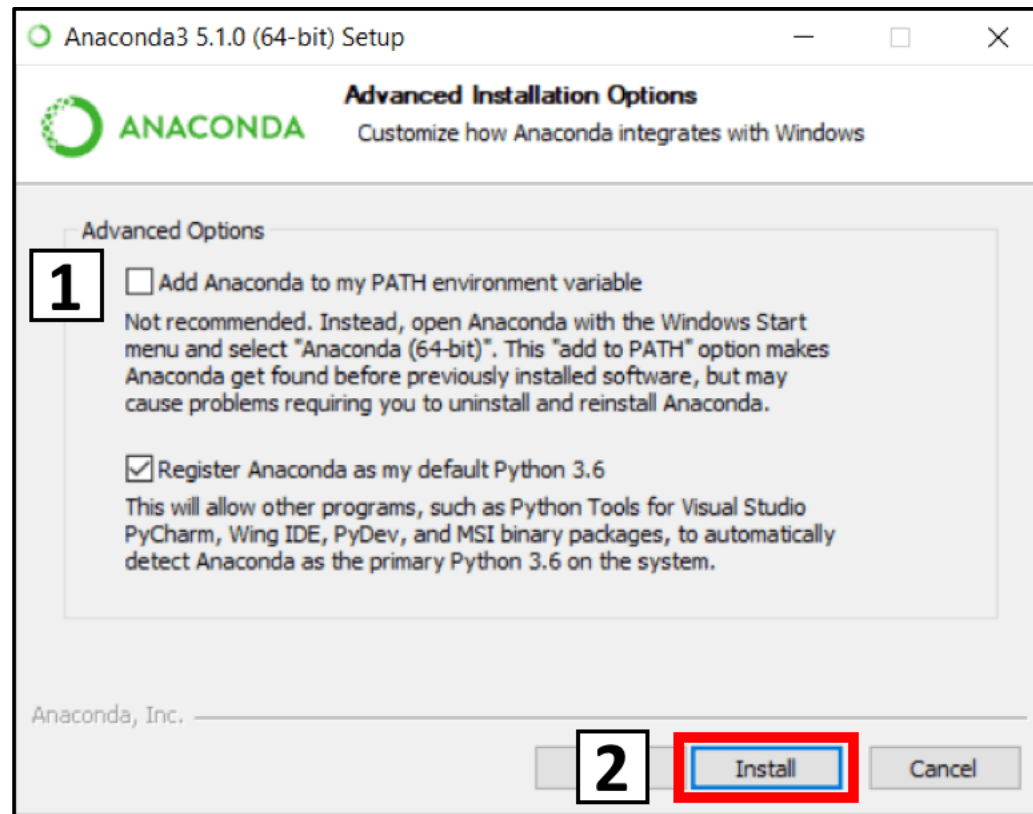 Anaconda3 5.1.0 (64-bit) Setup
ANACONDA
Advanced Installation Options
Customize how Anaconda integrates with Windows
Advanced Options
1
Add Anaconda to my PATH environment variable
Not recommended. Instead, open Anaconda with the Windows Start
menu and select "Anaconda (64-bit)". This "add to PATH" option makes
Anaconda get found before previously installed software, but may
cause problems requiring you to uninstall and reinstall Anaconda.
Register Anaconda as my default Python 3.6
This will allow other programs, such as Python Tools for Visual Studio
PyCharm, Wing IDE, PyDev, and MSI binary packages, to automatically
detect Anaconda as the primary Python 3.6 on the system.
Anaconda, Inc.
2
Install
Cancel